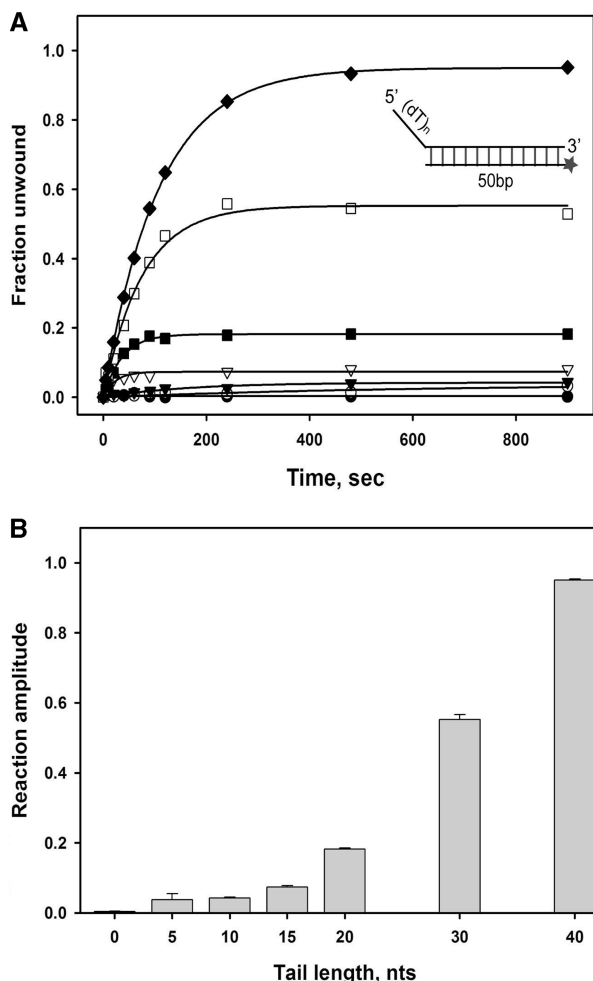 A
1.0
0.8
0.6
0.4
0.2
0.0
Fraction unwound
5' (dT)n
3'
50bp
0 200 400 600 800
Time, sec
B
1.0
0.8
0.6
0.4
0.2
0.0
Reaction amplitude
0 5 10 15 20 30 40
Tail length, nts